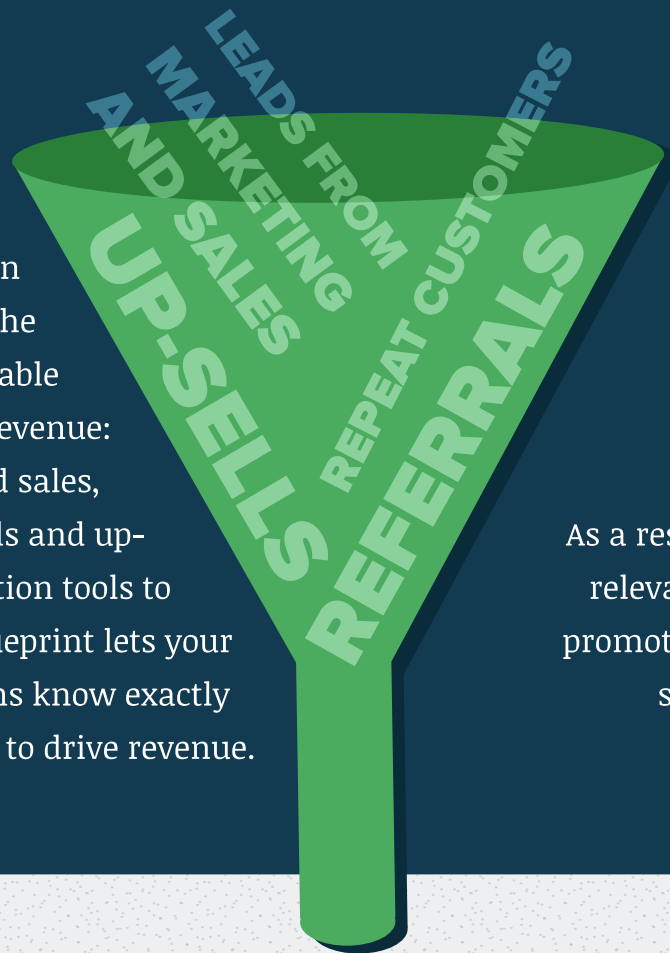 LEADS FROM
MARKETING
AND SALES
REPEAT CUSTOMERS
UP-SELLS
REFERRALS
n
he
able
evenue:
d sales,
ls and up-
tion tools to
ueprint lets your
ns know exactly
to drive revenue.
As a res
releva
promot
s